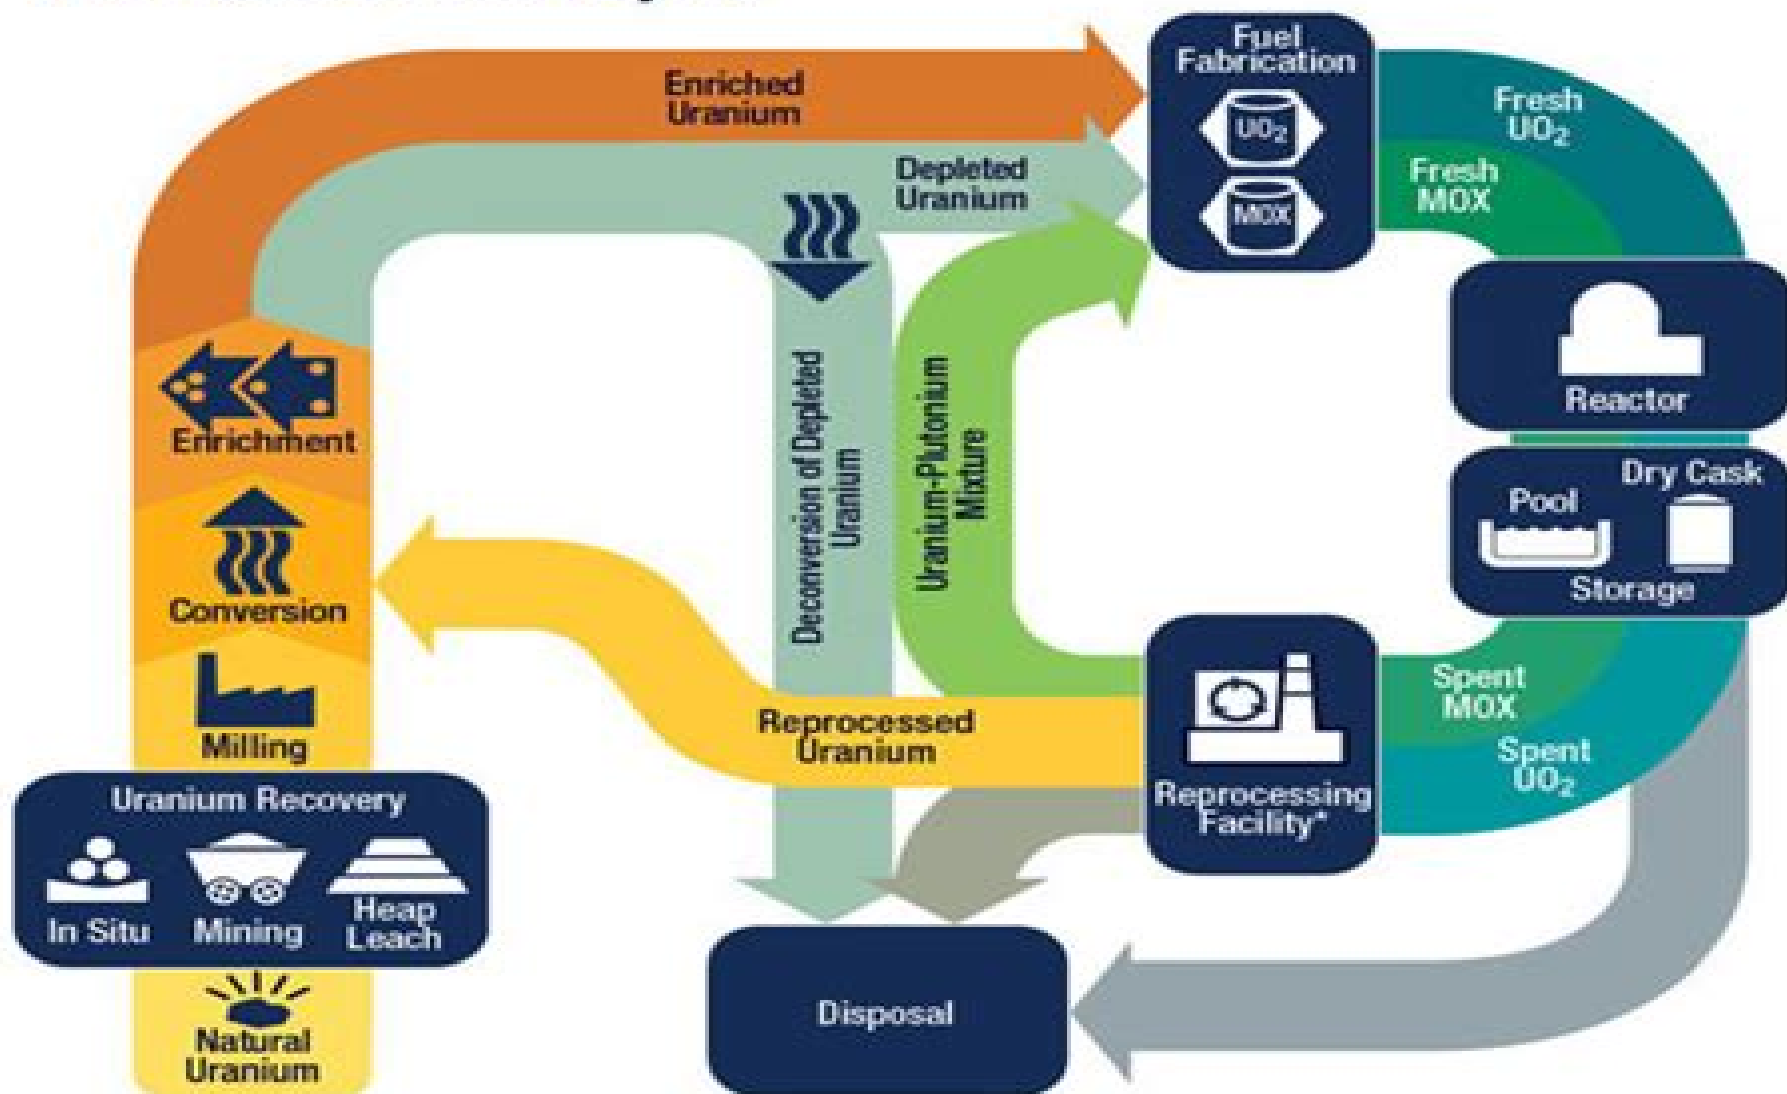 Enriched
Uranium
Fuel
Fabrication
UO2
MOX
Fresh
UO2
Fresh
MOX
Depleted
Uranium
Reactor
Enrichment
Deconversion of Depleted
Uranium
Uranium-Plutonium
Mixture
Dry Cask
Pool
Storage
Conversion
Milling
Reprocessed
Uranium
Spent
MOX
Spent
UO2
Reprocessing
Facility*
Uranium Recovery
In Situ
Mining
Heap
Leach
Disposal
Natural
Uranium